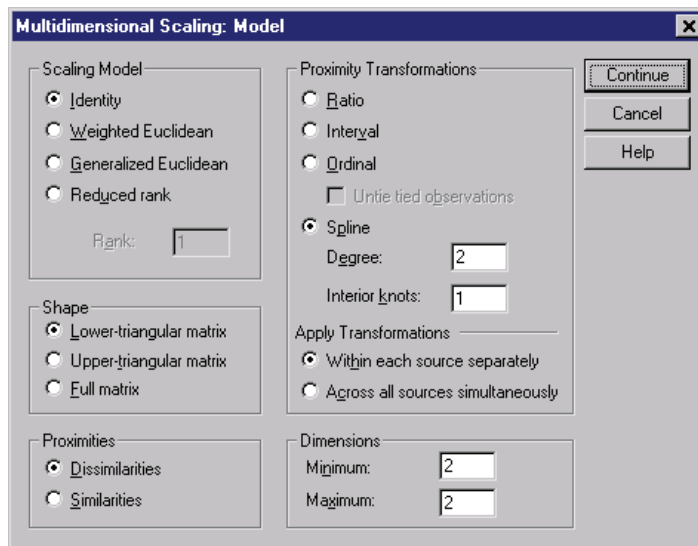 Multidimensional Scaling: Model
Scaling Model
Identity
Weighted Euclidean
Generalized Euclidean
Reduced rank
Rank: 1
Shape
Lower-triangular matrix
Upper-triangular matrix
Full matrix
Proximities
Dissimilarities
Similarities
Proximity Transformations
Ratio
Interval
Ordinal
Untie tied observations
Spline
Degree: 2
Interior knots: 1
Apply Transformations
Within each source separately
Across all sources simultaneously
Dimensions
Minimum: 2
Maximum: 2
Continue
Cancel
Help